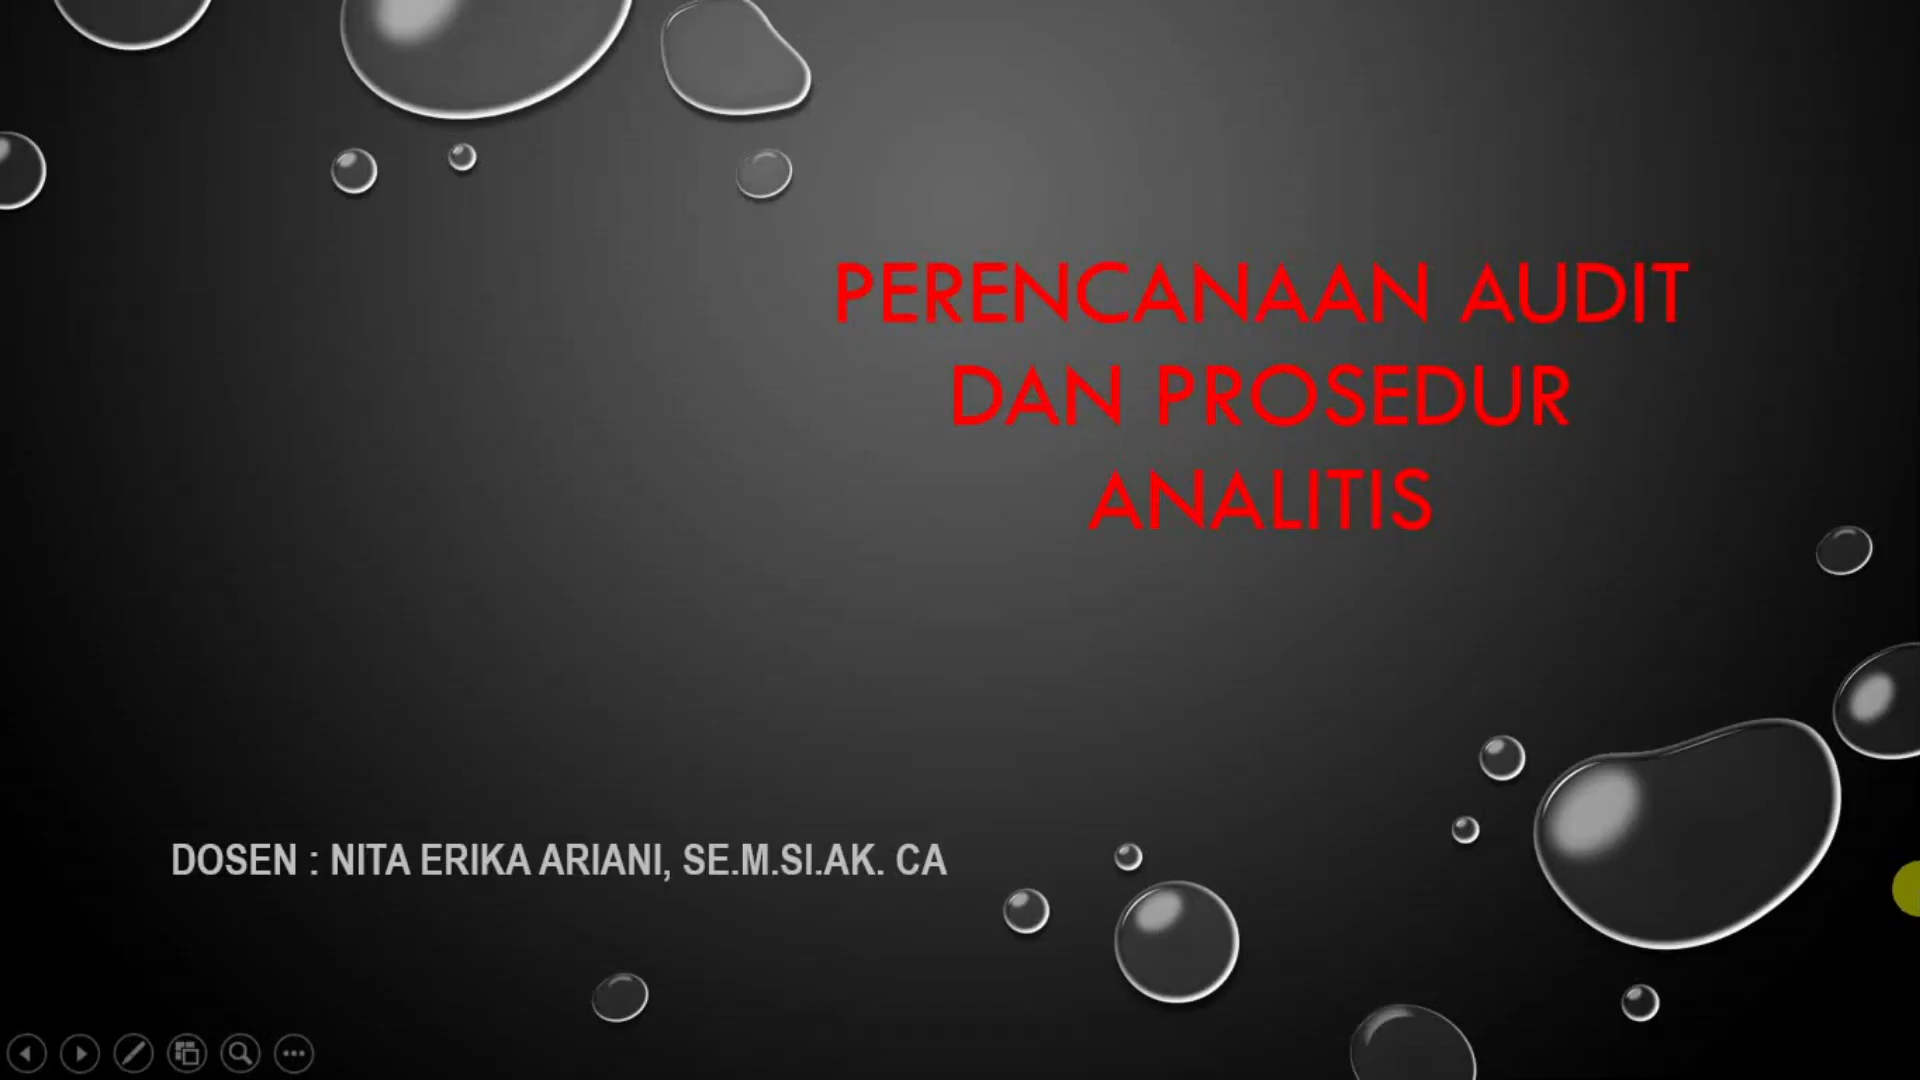 PERENCANAAN AUDIT
DAN PROSEDUR
ANALITIS
DOSEN : NITA ERIKA ARIANI, SE.M.SI.AK. CA